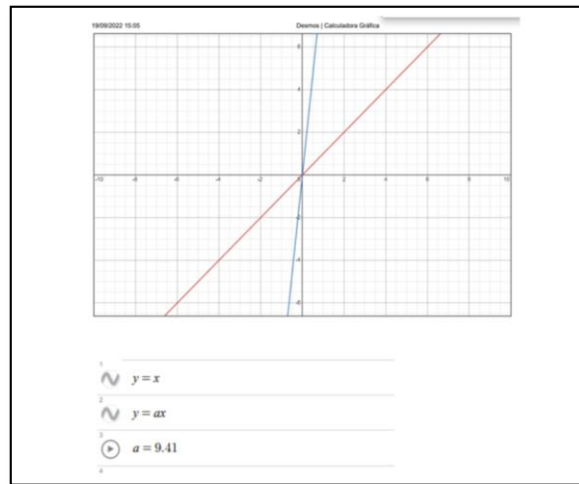 19/09/2022 15:05 Desmos | Calculadora Gráfica
6
4
2
-10 -8 -6 -4 -2 0 2 4 6 8 10
-2
-4
-6
1
y = x
2
y = ax
3
a = 9.41
4